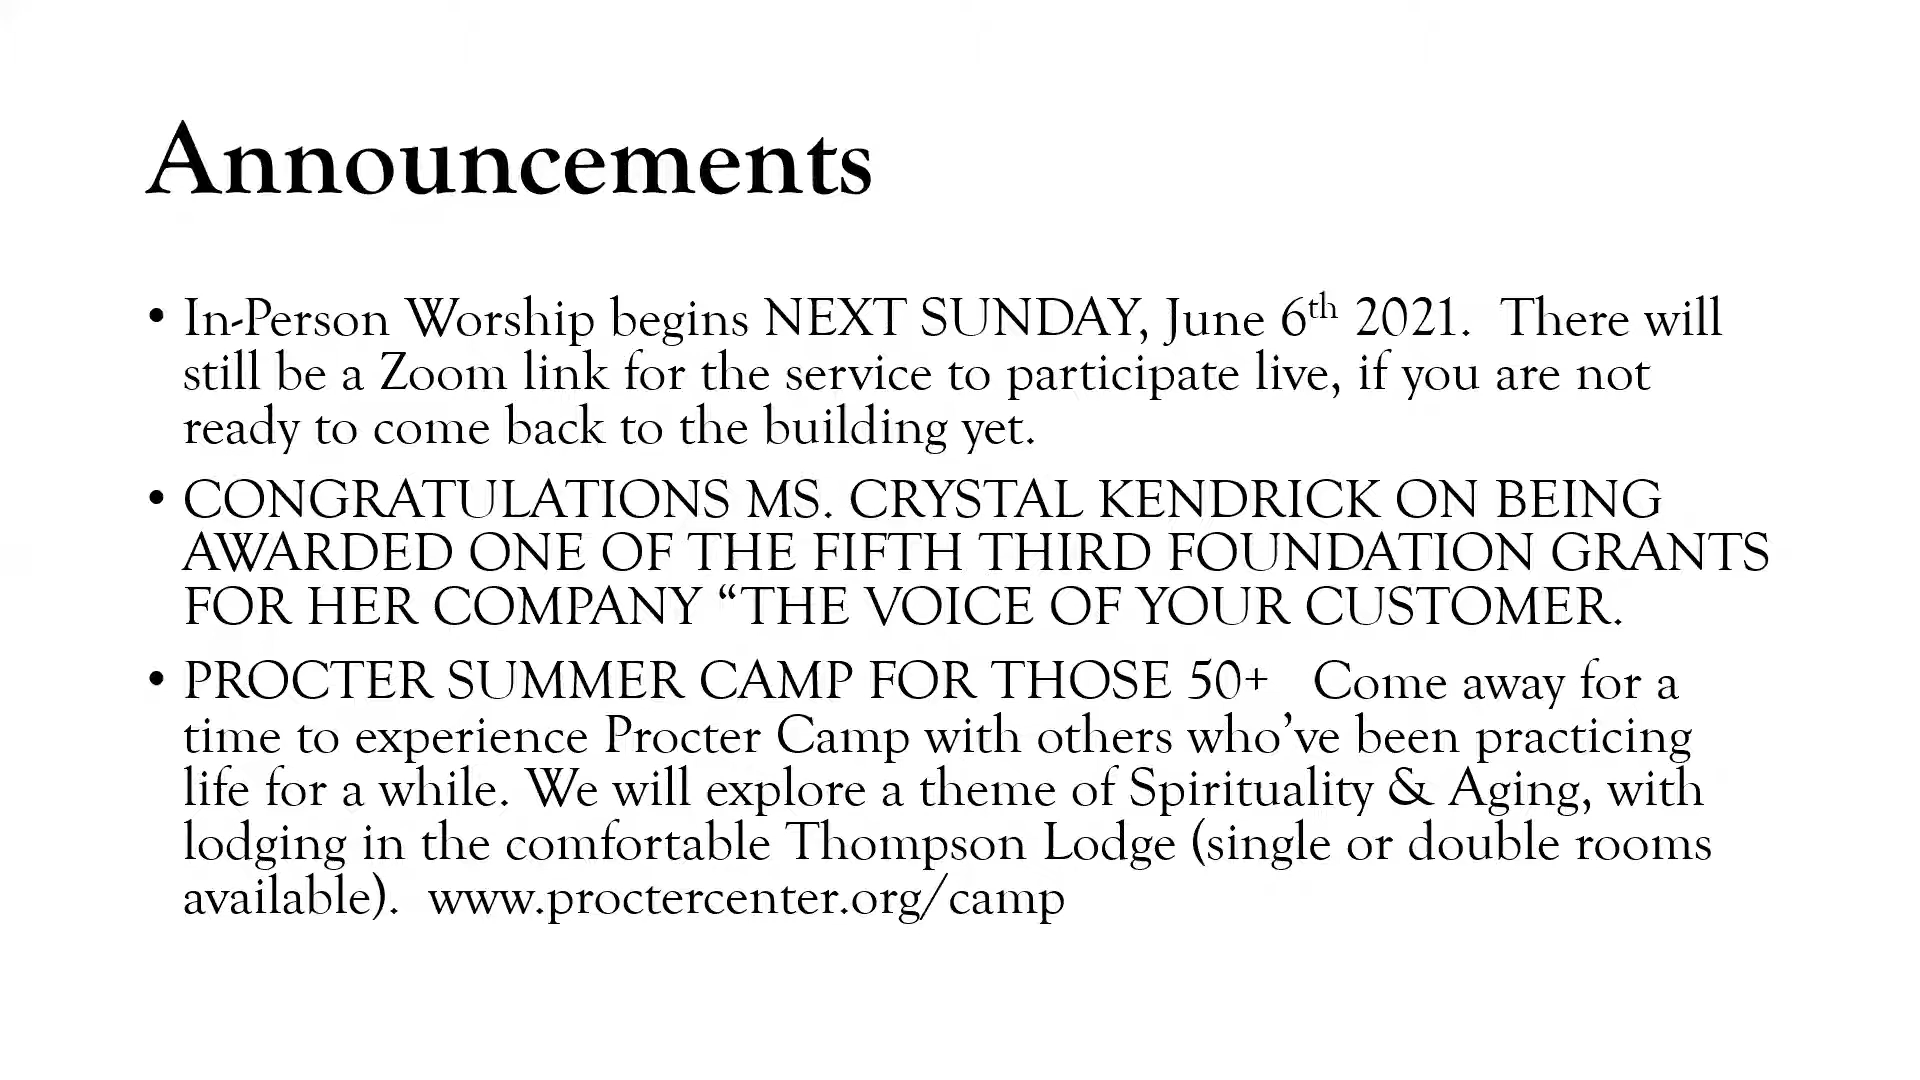 Announcements
• In-Person Worship begins NEXT SUNDAY, June 6th 2021.  There will
still be a Zoom link for the service to participate live, if you are not
ready to come back to the building yet.
• CONGRATULATIONS MS. CRYSTAL KENDRICK ON BEING
AWARDED ONE OF THE FIFTH THIRD FOUNDATION GRANTS
FOR HER COMPANY “THE VOICE OF YOUR CUSTOMER.
• PROCTER SUMMER CAMP FOR THOSE 50+   Come away for a
time to experience Procter Camp with others who’ve been practicing
life for a while. We will explore a theme of Spirituality & Aging, with
lodging in the comfortable Thompson Lodge (single or double rooms
available).  www.proctercenter.org/camp